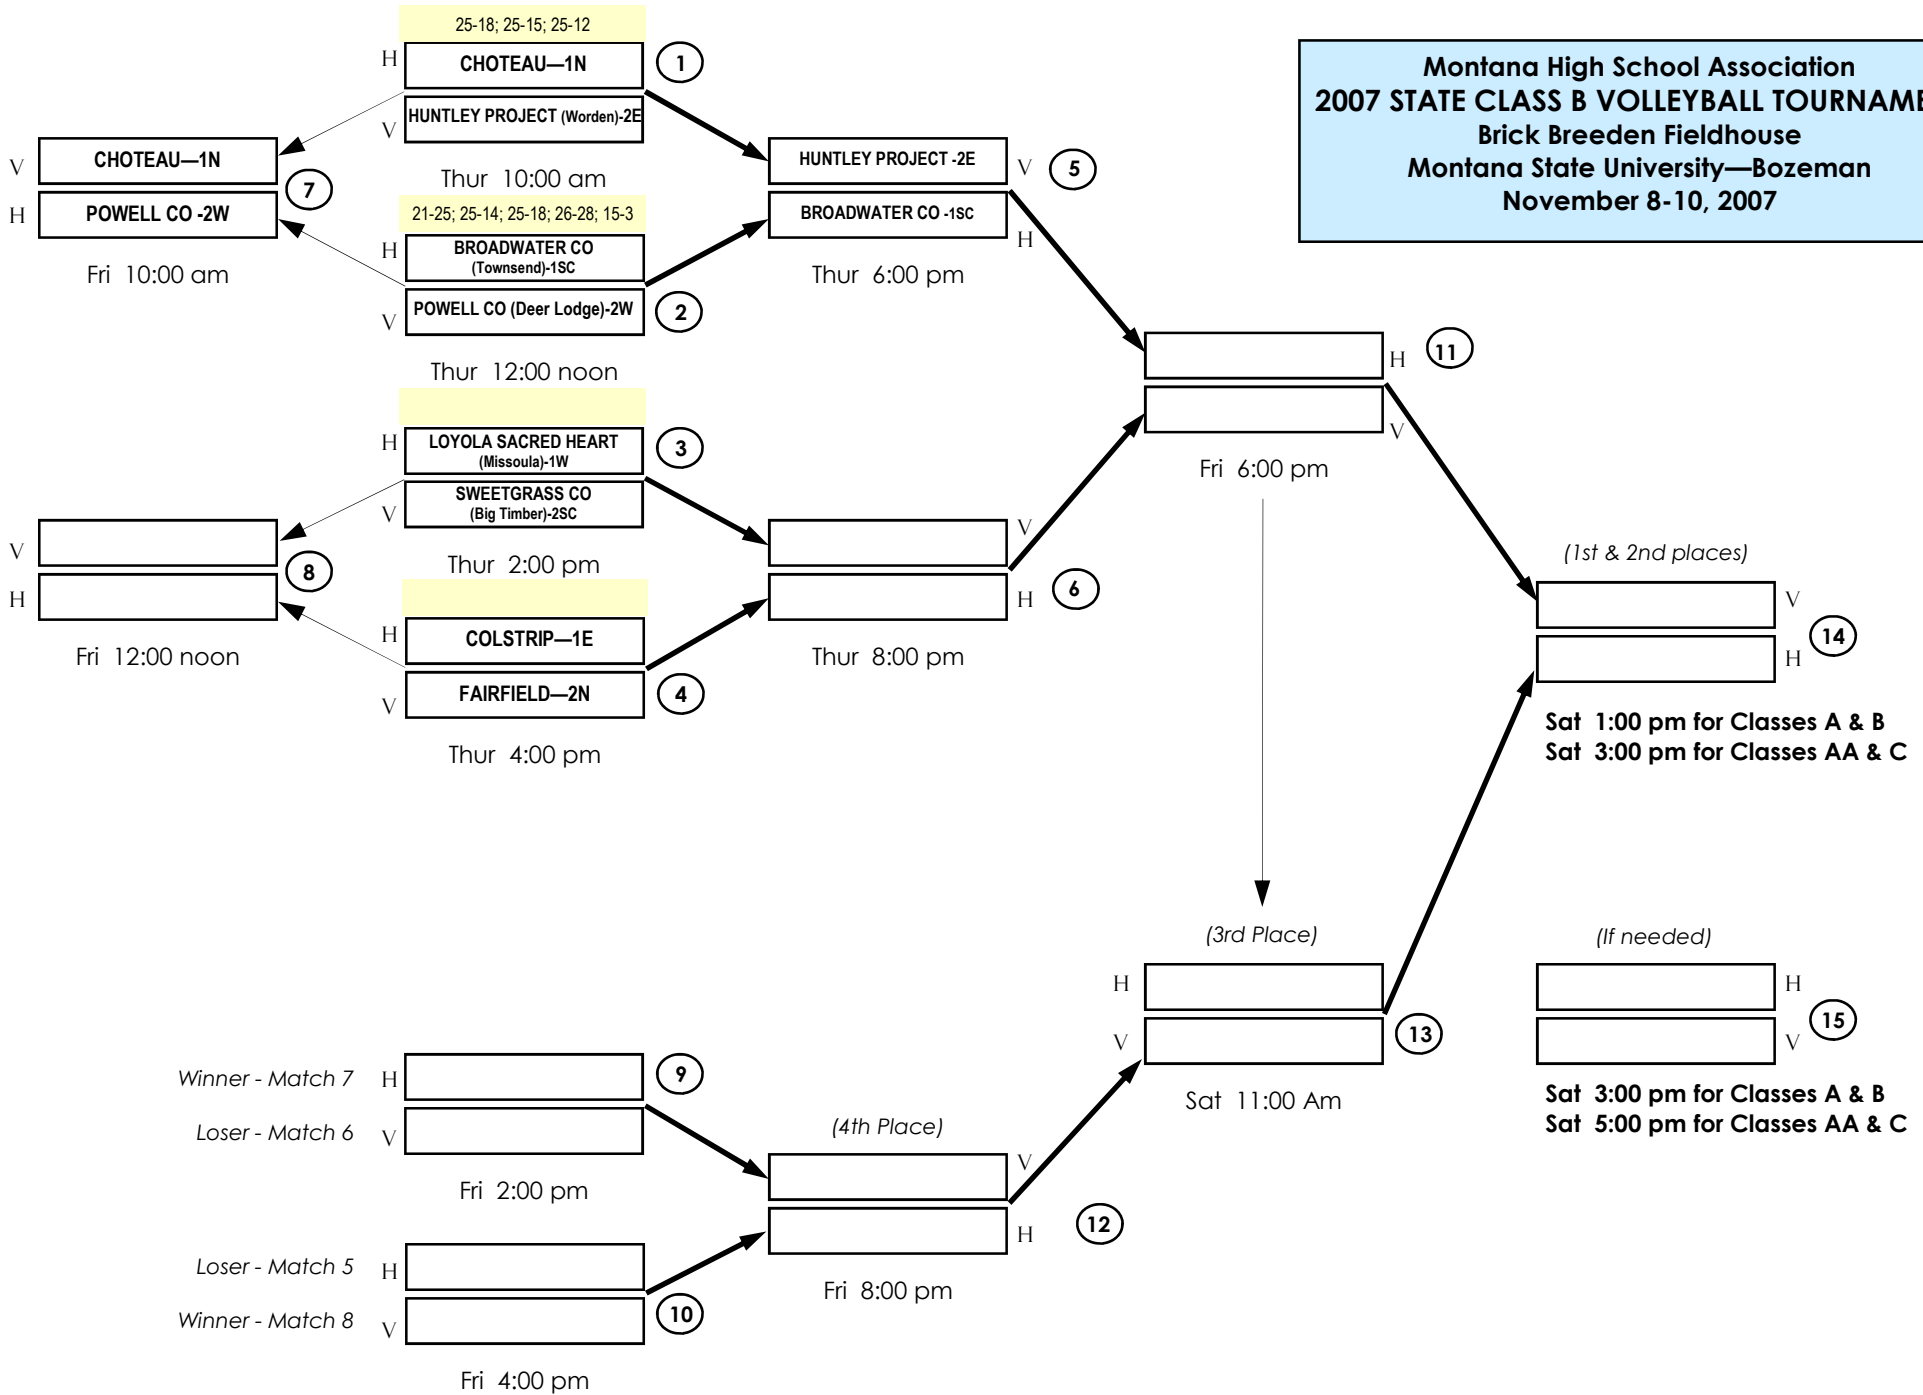 Montana High School Association
2007 STATE CLASS B VOLLEYBALL TOURNAME
Brick Breeden Fieldhouse
Montana State University—Bozeman
November 8-10, 2007
25-18; 25-15; 25-12
H
CHOTEAU—1N
1
V
HUNTLEY PROJECT (Worden)-2E
Thur 10:00 am
V
CHOTEAU—1N
7
H
POWELL CO -2W
Fri 10:00 am
21-25; 25-14; 25-18; 26-28; 15-3
H
BROADWATER CO
(Townsend)-1SC
V
POWELL CO (Deer Lodge)-2W
2
Thur 12:00 noon
HUNTLEY PROJECT -2E
V
5
BROADWATER CO -1SC
H
Thur 6:00 pm
H
11
V
Fri 6:00 pm
H
LOYOLA SACRED HEART
(Missoula)-1W
3
V
SWEETGRASS CO
(Big Timber)-2SC
Thur 2:00 pm
V
8
H
Fri 12:00 noon
H
COLSTRIP—1E
V
FAIRFIELD—2N
4
Thur 4:00 pm
V
6
H
Thur 8:00 pm
(1st & 2nd places)
V
14
H
Sat 1:00 pm for Classes A & B
Sat 3:00 pm for Classes AA & C
(3rd Place)
H
V
13
Sat 11:00 Am
(If needed)
H
15
V
Sat 3:00 pm for Classes A & B
Sat 5:00 pm for Classes AA & C
Winner - Match 7
H
9
Loser - Match 6
V
Fri 2:00 pm
(4th Place)
V
12
H
Fri 8:00 pm
Loser - Match 5
H
Winner - Match 8
V
10
Fri 4:00 pm